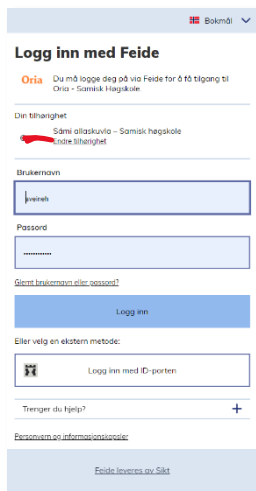 Bokmål
Logg inn med Feide
Oria
Du må logge deg på via Feide for å få tilgang til
Oria - Samisk Høgskole.
Din tilhørighet
Sámi allaskuvla – Samisk høgskole
Endre tilhørighet
Brukernavn
sveineh
Passord
Glemt brukernavn eller passord?
Logg inn
Eller velg en ekstern metode:
Logg inn med ID-porten
Trenger du hjelp?
Personvern og informasjonskapsler
Feide leveres av Sikt